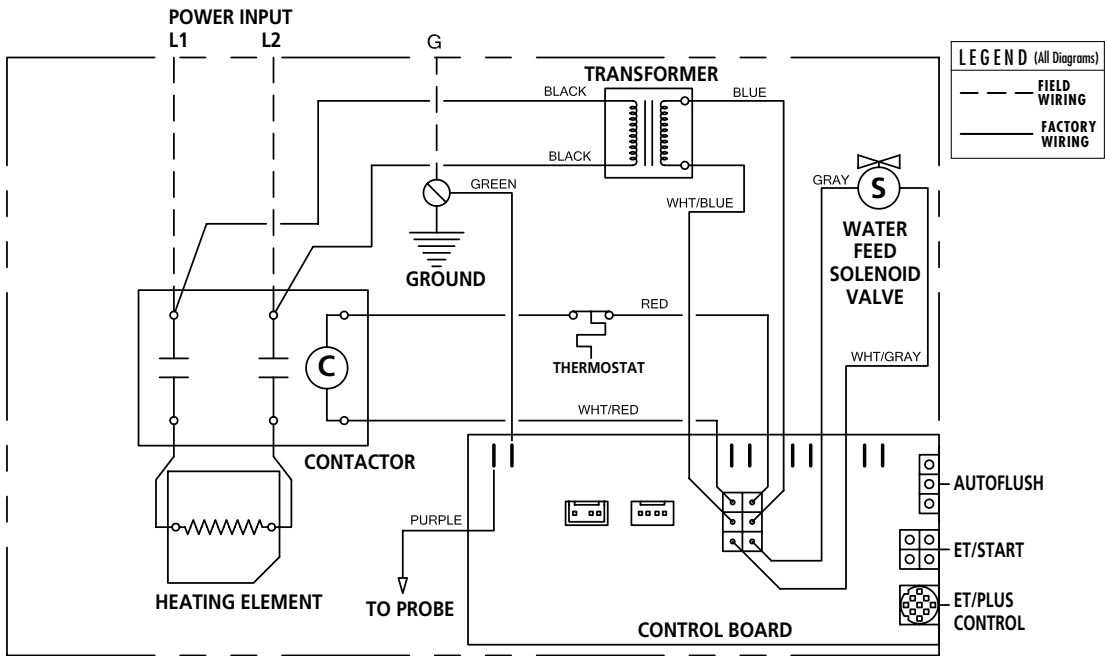 POWER INPUT
L1
L2
G
LEGEND (All Diagrams)
FIELD
WIRING
FACTORY
WIRING
TRANSFORMER
BLACK
BLUE
BLACK
GREEN
GRAY
S
WHT/BLUE
WATER
FEED
SOLENOID
VALVE
GROUND
RED
C
THERMOSTAT
WHT/GRAY
WHT/RED
CONTACTOR
AUTOFLUSH
PURPLE
ET/START
HEATING ELEMENT
TO PROBE
ET/PLUS
CONTROL
CONTROL BOARD